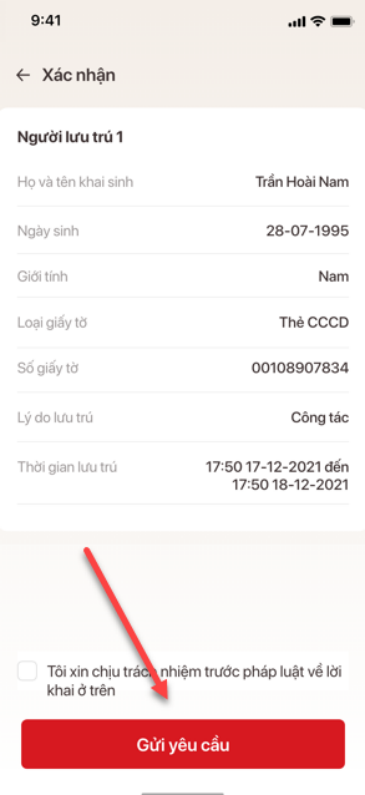 9:41
← Xác nhận
Người lưu trú 1
Họ và tên khai sinh Trần Hoài Nam
Ngày sinh 28-07-1995
Giới tính Nam
Loại giấy tờ Thẻ CCCD
Số giấy tờ 00108907834
Lý do lưu trú Công tác
Thời gian lưu trú 17:50 17-12-2021 đến
17:50 18-12-2021
Tôi xin chịu trách nhiệm trước pháp luật về lời
khai ở trên
Gửi yêu cầu